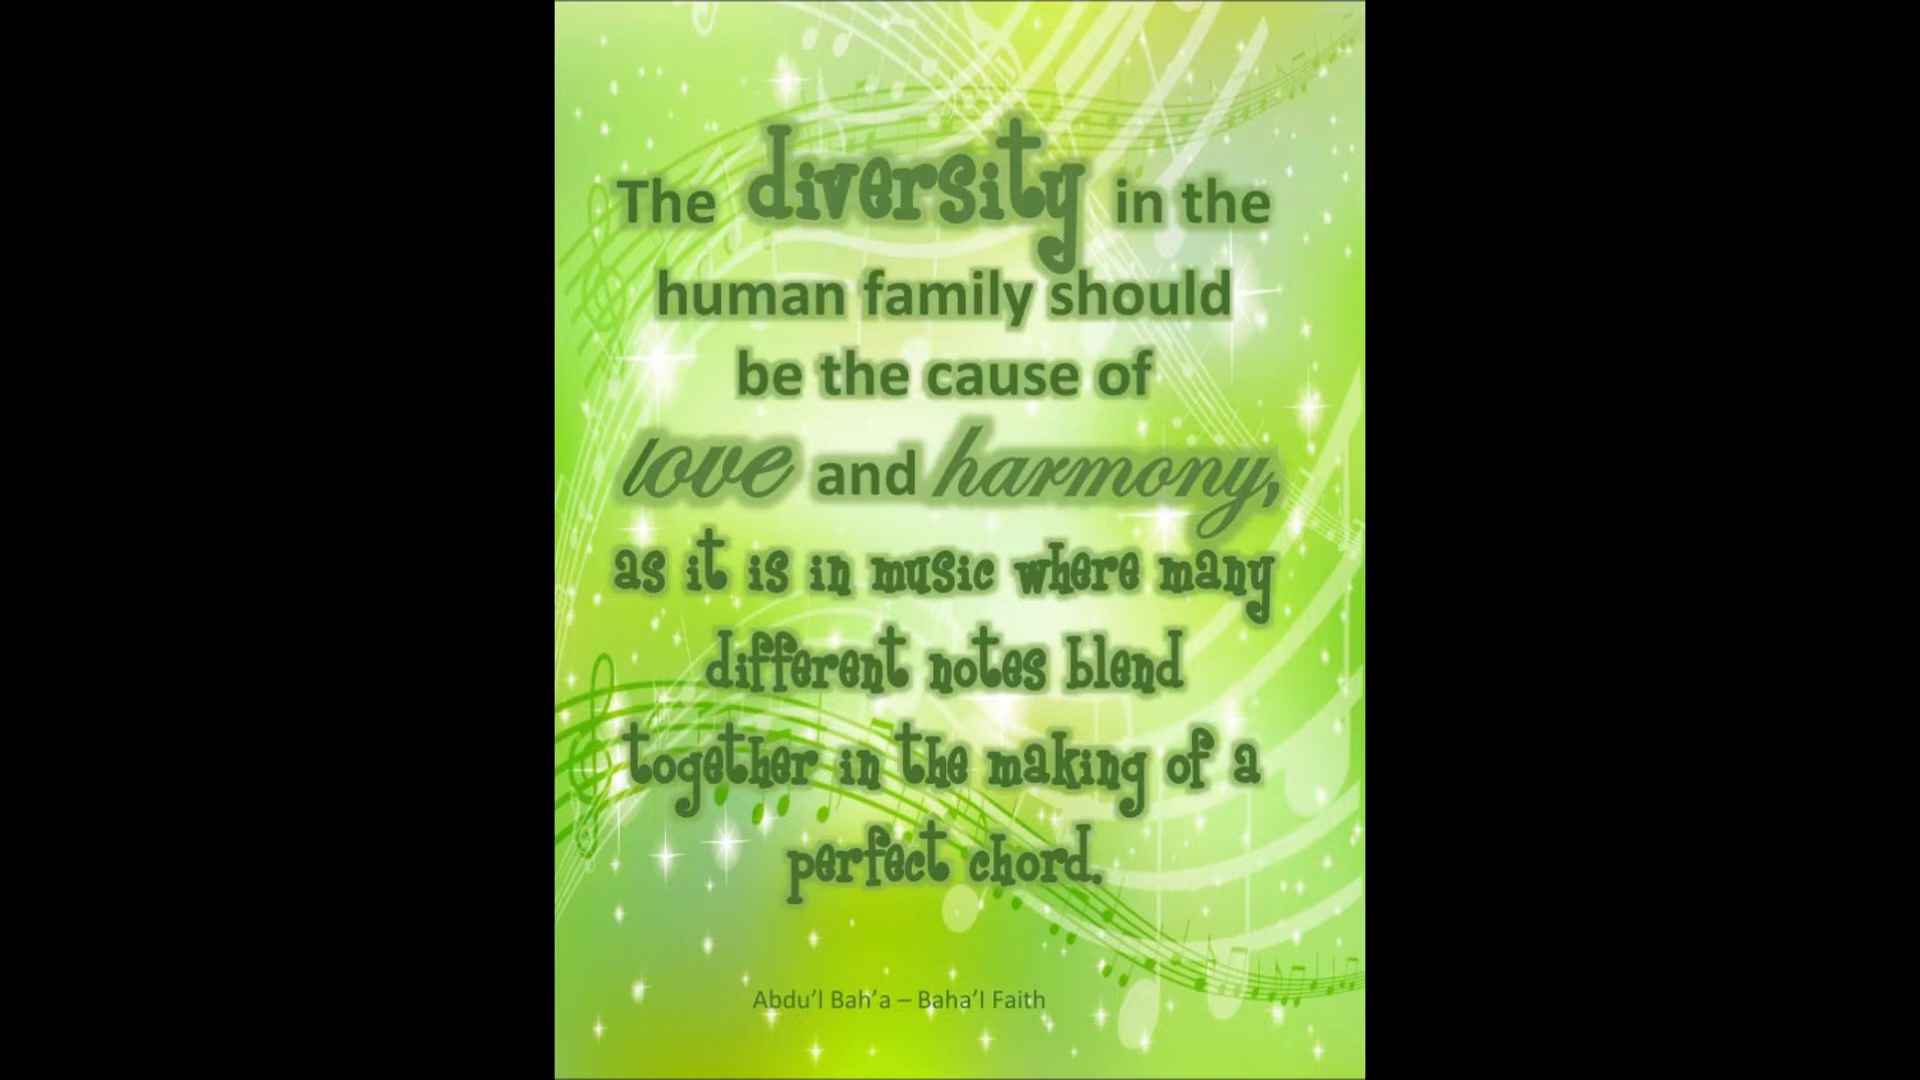 The diversity in the
human family should
be the cause of
love and harmony,
as it is in music where many
different notes blend
together in the making of a
perfect chord.
Abdu'l Bah'a – Baha'l Faith